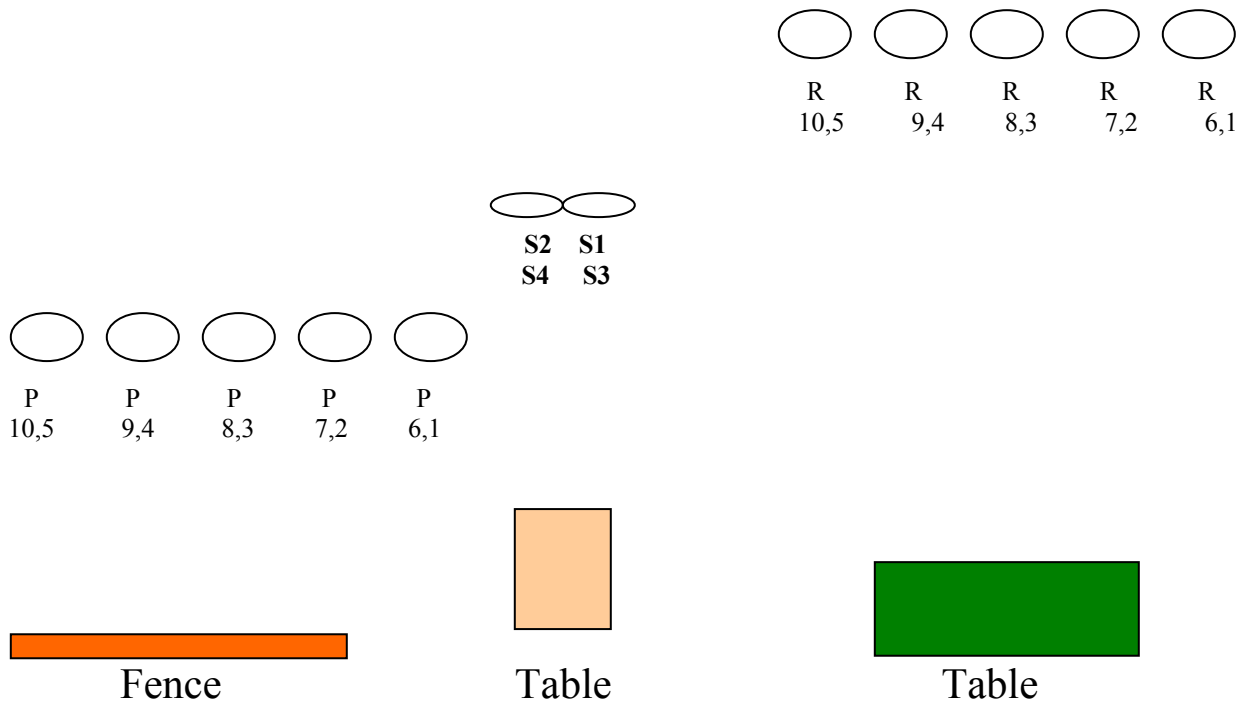 R R R R R
10,5 9,4 8,3 7,2 6,1
S2 S1
S4 S3
P P P P P
10,5 9,4 8,3 7,2 6,1
Fence Table Table